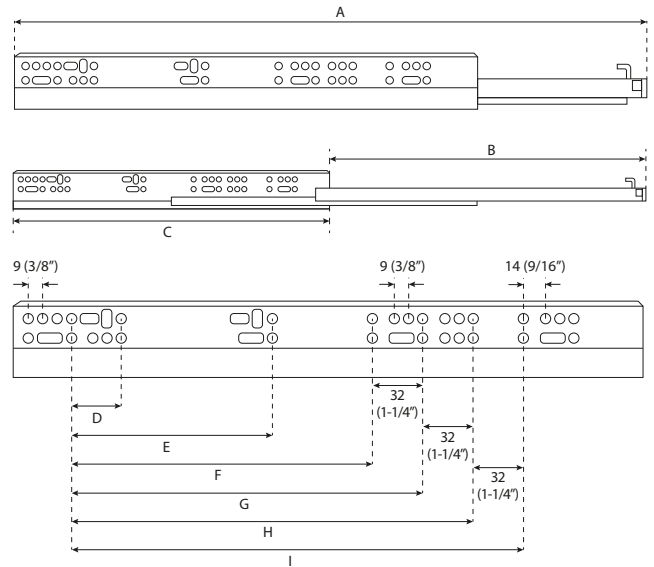 A
B
C
9 (3/8”)
9 (3/8”)
14 (9/16”)
D
32
(1-1/4”)
E
32
(1-1/4”)
F
32
(1-1/4”)
G
H
I